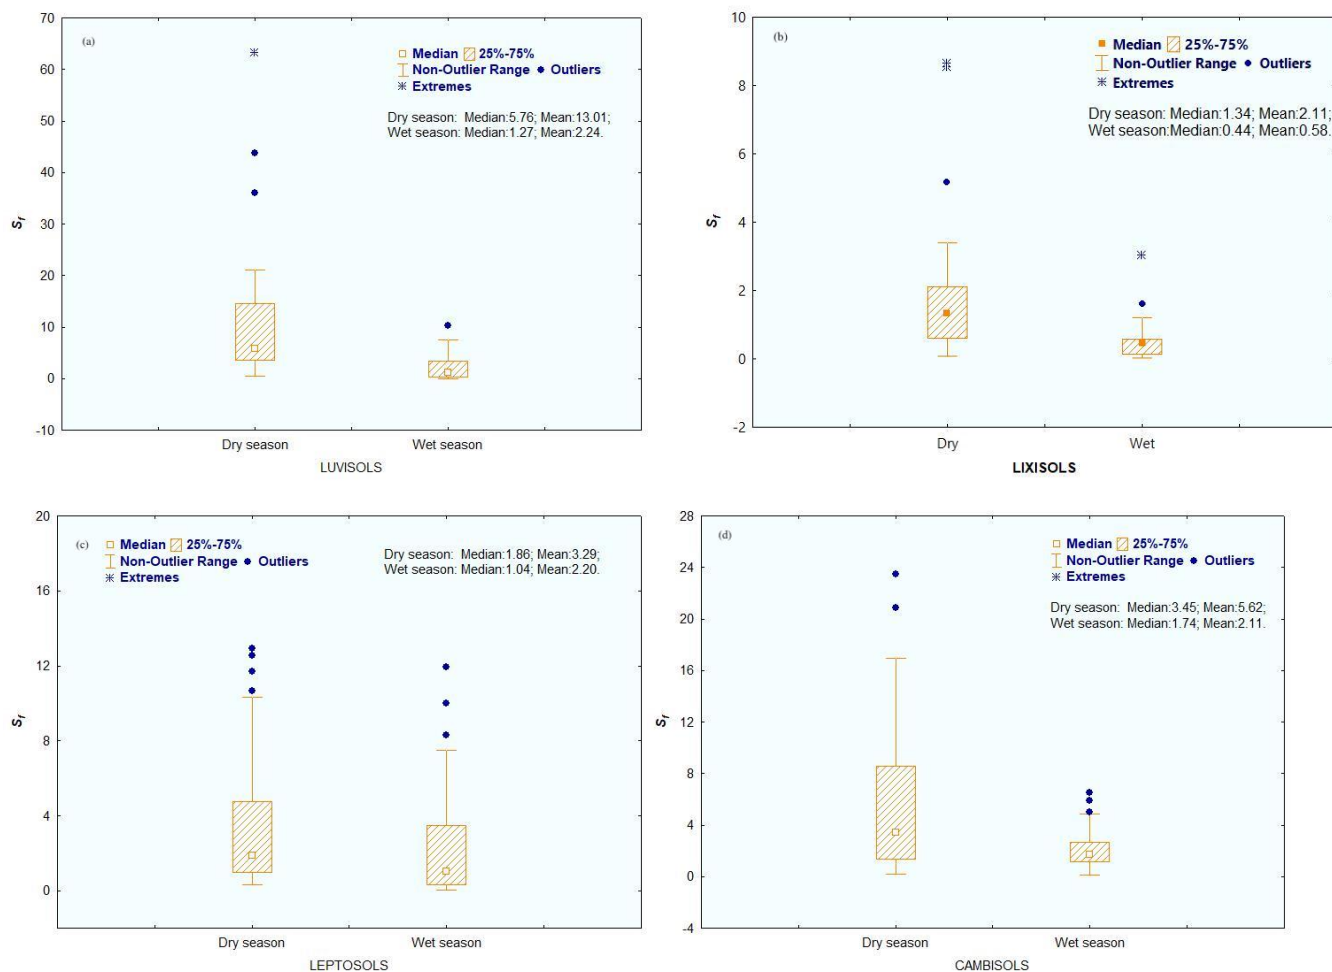 70
60
50
40
30
20
10
0
-10
Sf
(a)
Median 25%-75%
Non-Outlier Range Outliers
Extremes
Dry season: Median:5.76; Mean:13.01;
Wet season: Median:1.27; Mean:2.24.
Dry season Wet season
LUVISOLS
10
8
6
4
2
0
-2
Sf
(b)
Median 25%-75%
Non-Outlier Range Outliers
Extremes
Dry season: Median:1.34; Mean:2.11;
Wet season:Median:0.44; Mean:0.58.
Dry Wet
LIXISOLS
20
16
12
8
4
0
Sf
(c)
Median 25%-75%
Non-Outlier Range Outliers
Extremes
Dry season: Median:1.86; Mean:3.29;
Wet season: Median:1.04; Mean:2.20.
Dry season Wet season
LEPTOSOLS
28
24
20
16
12
8
4
0
-4
Sf
(d)
Median 25%-75%
Non-Outlier Range Outliers
Extremes
Dry season: Median:3.45; Mean:5.62;
Wet season: Median:1.74; Mean:2.11.
Dry season Wet season
CAMBISOLS